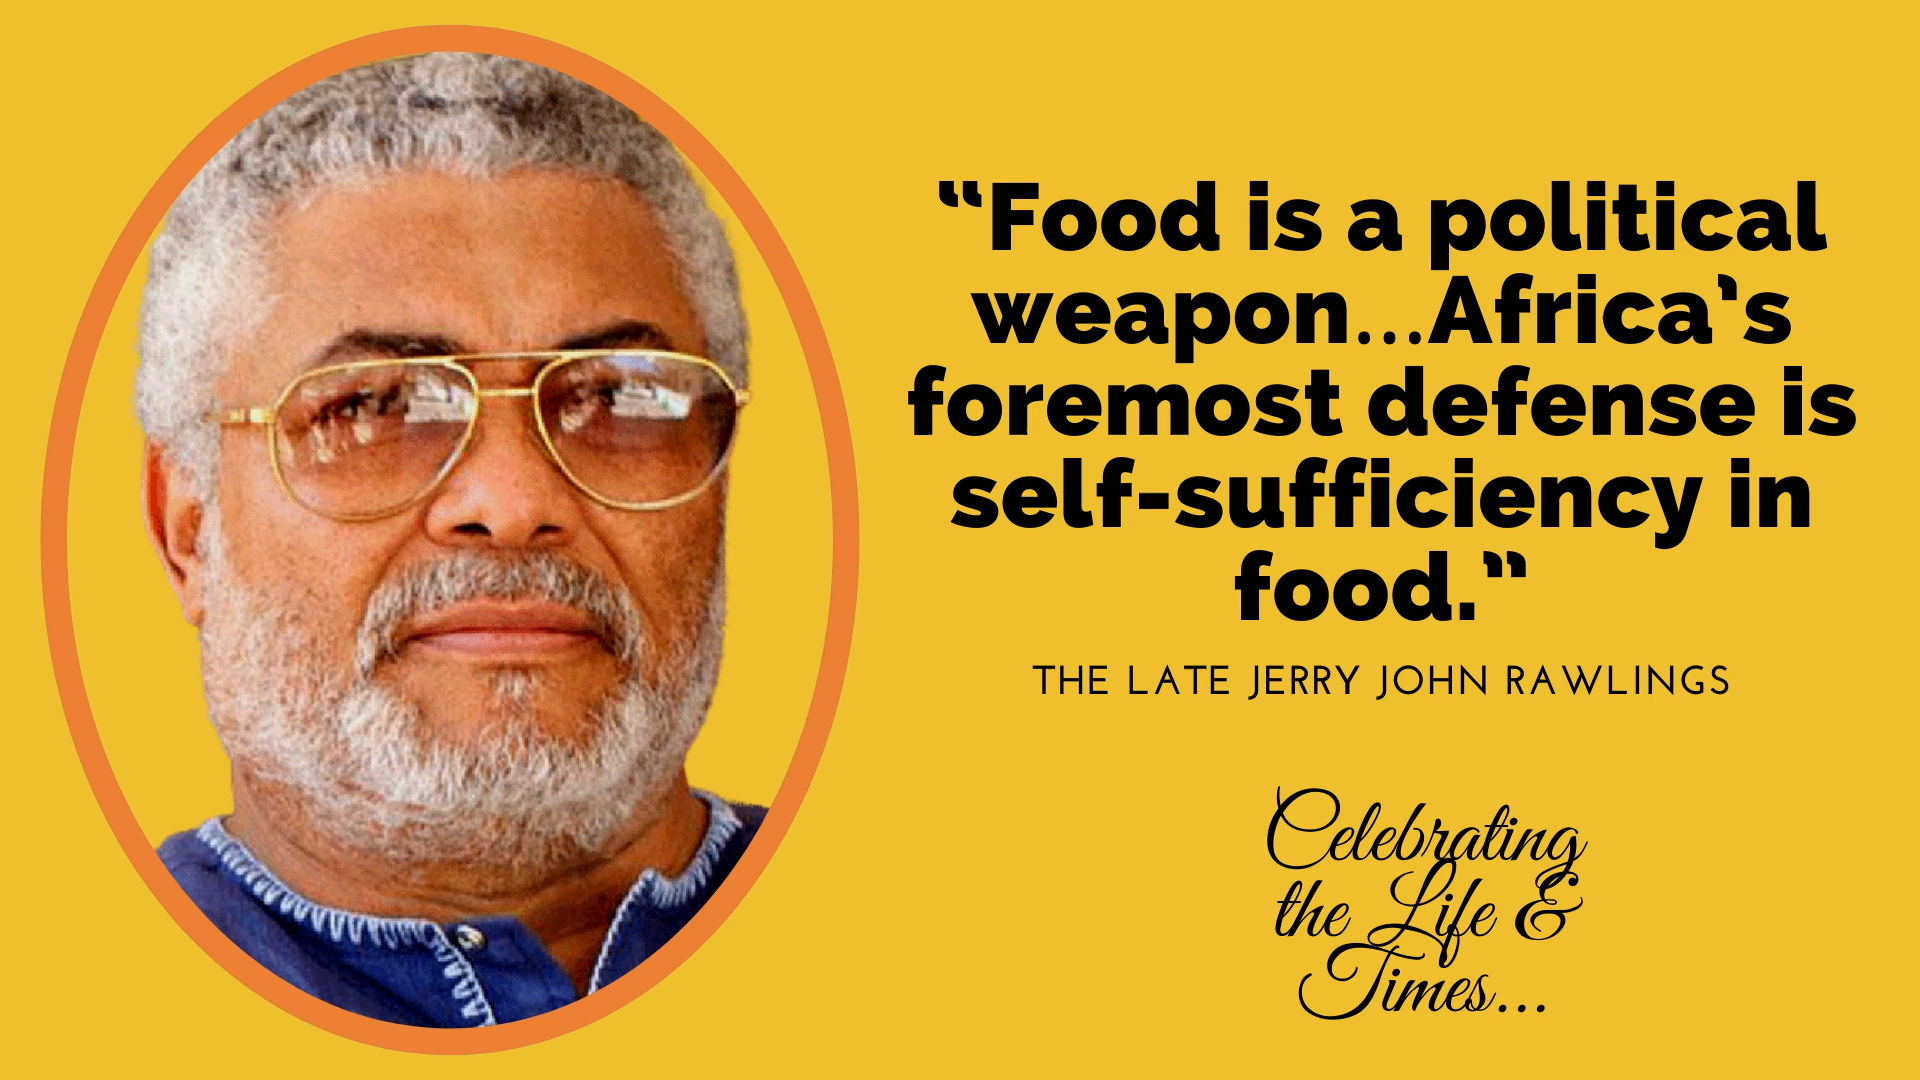 “Food is a political
weapon...Africa’s
foremost defense is
self-sufficiency in
food.”
THE LATE JERRY JOHN RAWLINGS
Celebrating
the Life &
Times...